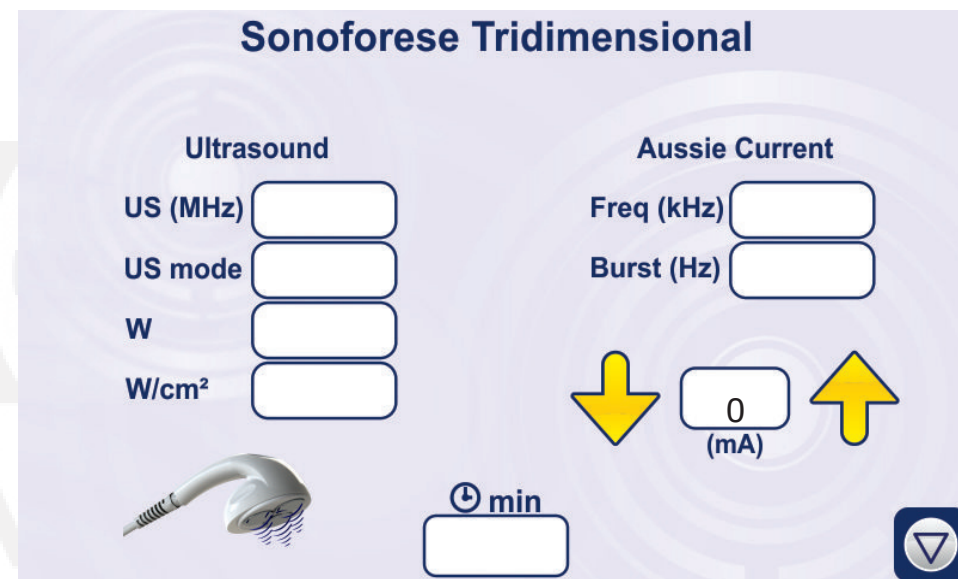 Sonoforese Tridimensional
Ultrasound
US (MHz)
US mode
W
W/cm²
Aussie Current
Freq (kHz)
Burst (Hz)
0
(mA)
min